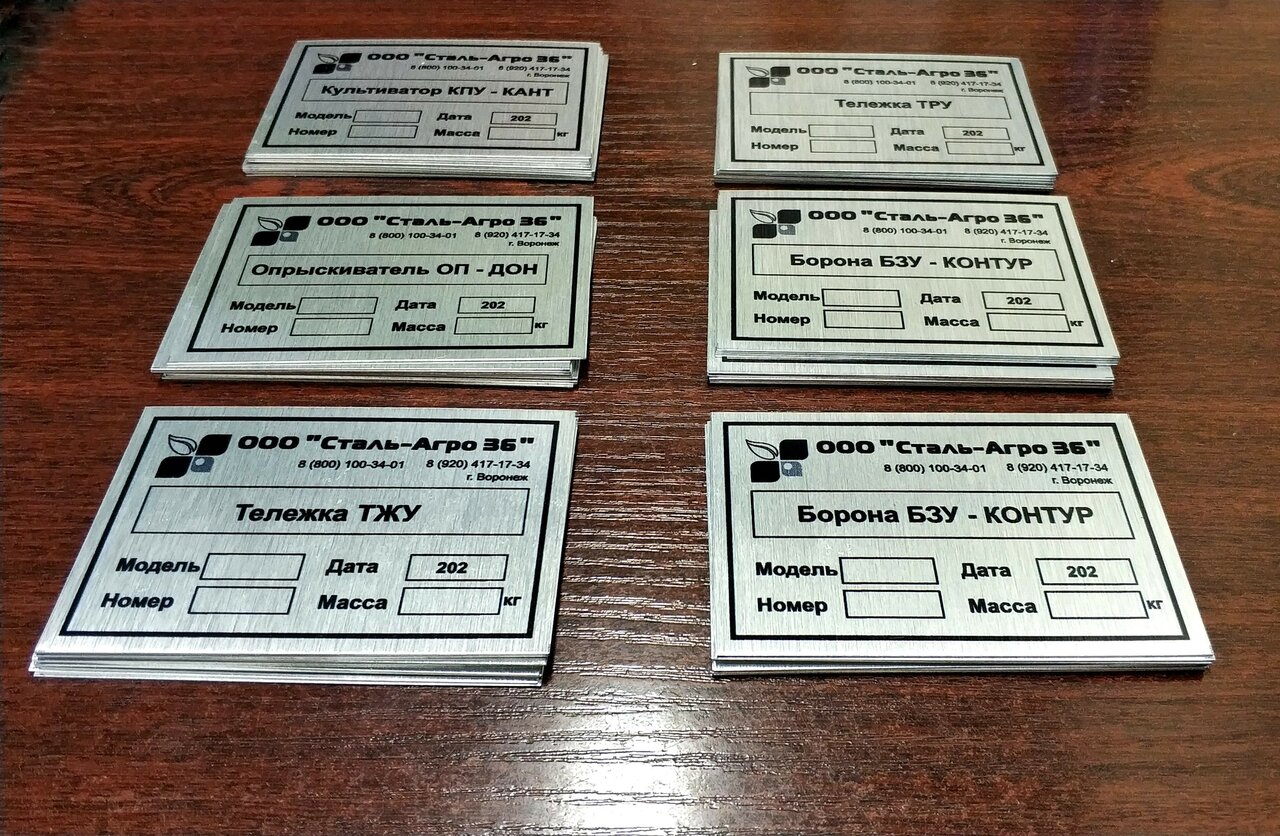 ООО "Сталь-Агро 36"
8 (800) 100-34-01 8 (920) 417-17-34
г. Воронеж
Культиватор КПУ - КАНТ
Модель Дата 202
Номер Масса кг
ООО "Сталь-Агро 36"
8 (800) 100-34-01 8 (920) 417-17-34
г. Воронеж
Тележка ТРУ
Модель Дата 202
Номер Масса кг
ООО "Сталь-Агро 36"
8 (800) 100-34-01 8 (920) 417-17-34
г. Воронеж
Опрыскиватель ОП - ДОН
Модель Дата 202
Номер Масса кг
ООО "Сталь-Агро 36"
8 (800) 100-34-01 8 (920) 417-17-34
г. Воронеж
Борона БЗУ - КОНТУР
Модель Дата 202
Номер Масса кг
ООО "Сталь-Агро 36"
8 (800) 100-34-01 8 (920) 417-17-34
г. Воронеж
Тележка ТЖУ
Модель Дата 202
Номер Масса кг
ООО "Сталь-Агро 36"
8 (800) 100-34-01 8 (920) 417-17-34
г. Воронеж
Борона БЗУ - КОНТУР
Модель Дата 202
Номер Масса кг